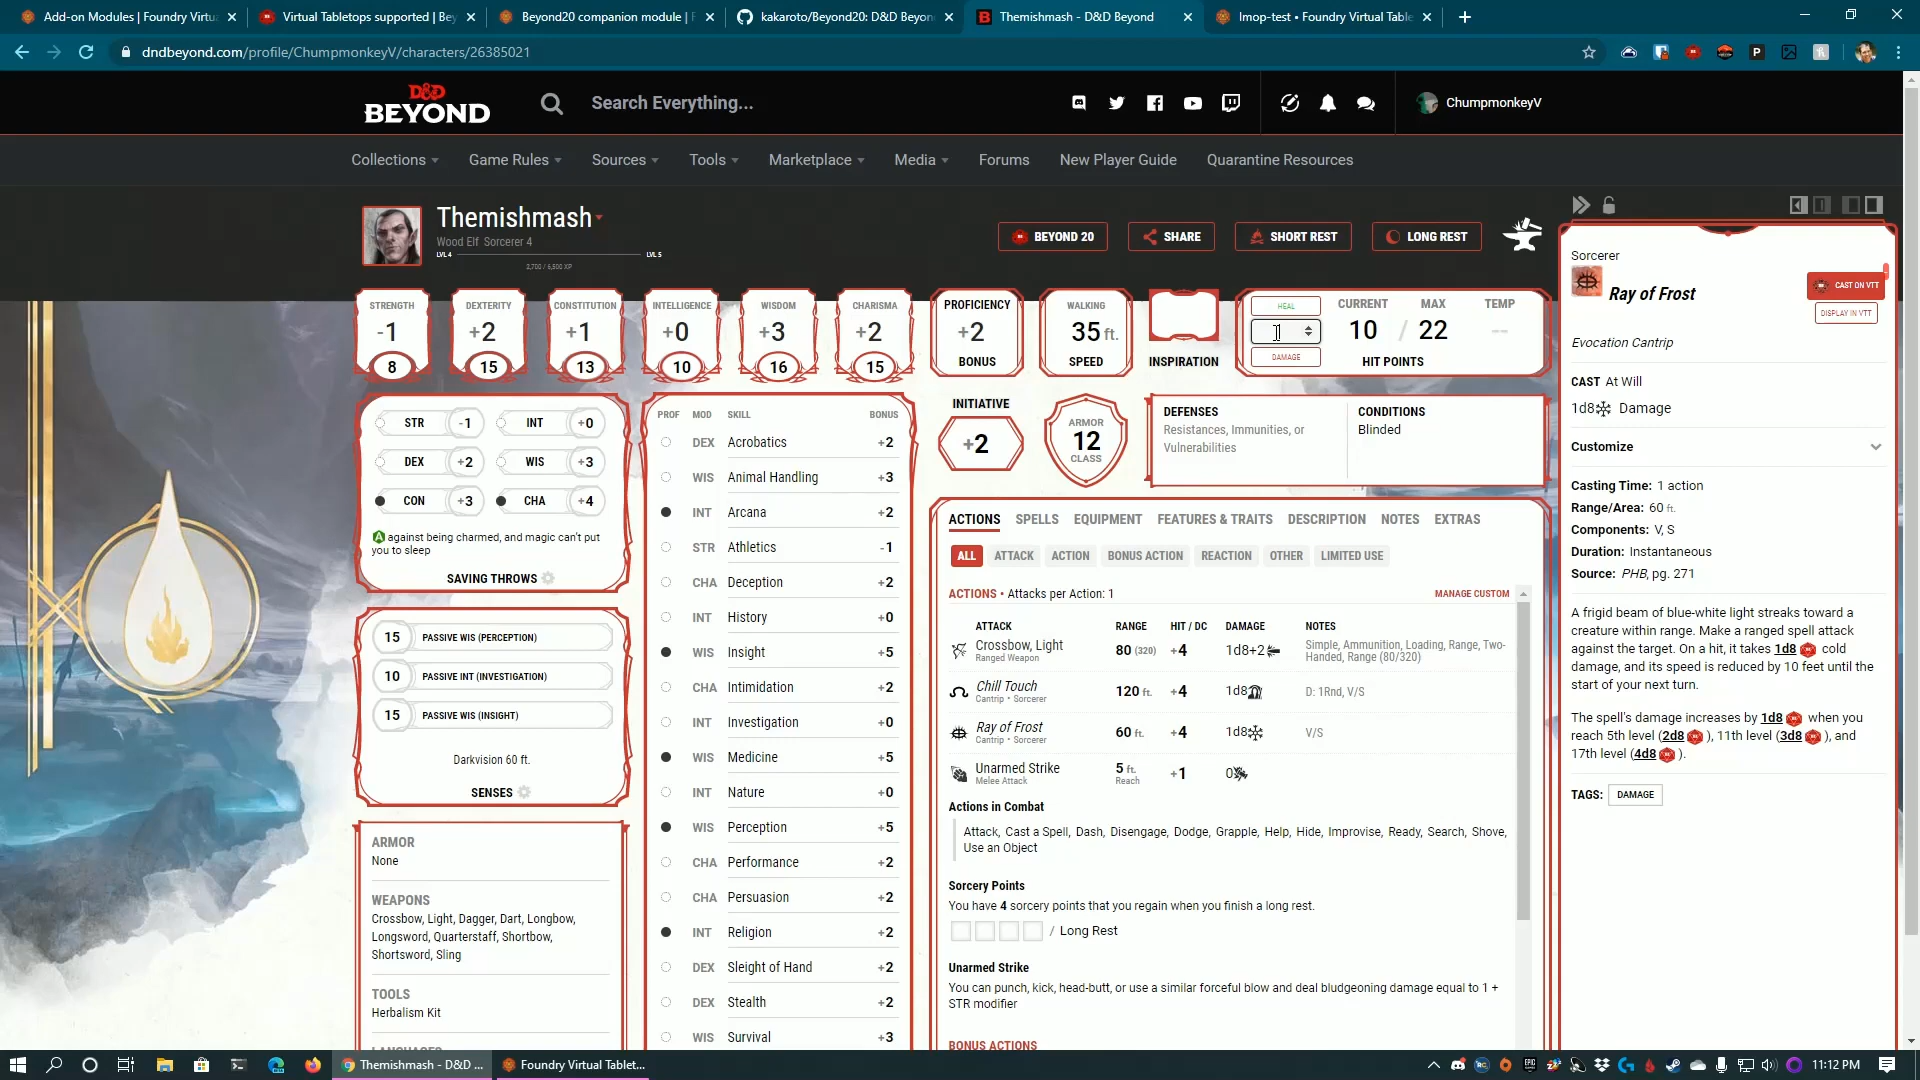 Add-on Modules | Foundry Virtu
Virtual Tabletops supported | Bey
Beyond20 companion module | F
kakaroto/Beyond20: D&D Beyon
Themishmash - D&D Beyond
lmop-test • Foundry Virtual Table
dndbeyond.com/profile/ChumpmonkeyV/characters/26385021
D&D
BEYOND
Search Everything...
ChumpmonkeyV
Collections
Game Rules
Sources
Tools
Marketplace
Media
Forums
New Player Guide
Quarantine Resources
Themishmash
Wood Elf Sorcerer 4
LVL 4
LVL 5
2,700 / 6,500 XP
BEYOND 20
SHARE
SHORT REST
LONG REST
STRENGTH
-1
8
DEXTERITY
+2
15
CONSTITUTION
+1
13
INTELLIGENCE
+0
10
WISDOM
+3
16
CHARISMA
+2
15
PROFICIENCY
+2
BONUS
WALKING
35 ft.
SPEED
INSPIRATION
HEAL
DAMAGE
CURRENT MAX TEMP
10 / 22 --
HIT POINTS
STR -1 INT +0
DEX +2 WIS +3
CON +3 CHA +4
A against being charmed, and magic can't put
you to sleep
SAVING THROWS
15 PASSIVE WIS (PERCEPTION)
10 PASSIVE INT (INVESTIGATION)
15 PASSIVE WIS (INSIGHT)
Darkvision 60 ft.
SENSES
ARMOR
None
WEAPONS
Crossbow, Light, Dagger, Dart, Longbow,
Longsword, Quarterstaff, Shortbow,
Shortsword, Sling
TOOLS
Herbalism Kit
LANGUAGES
PROF MOD SKILL BONUS
DEX Acrobatics +2
WIS Animal Handling +3
INT Arcana +2
STR Athletics -1
CHA Deception +2
INT History +0
WIS Insight +5
CHA Intimidation +2
INT Investigation +0
WIS Medicine +5
INT Nature +0
WIS Perception +5
CHA Performance +2
CHA Persuasion +2
INT Religion +2
DEX Sleight of Hand +2
DEX Stealth +2
WIS Survival +3
INITIATIVE
+2
ARMOR
12
CLASS
DEFENSES
Resistances, Immunities, or
Vulnerabilities
CONDITIONS
Blinded
ACTIONS SPELLS EQUIPMENT FEATURES & TRAITS DESCRIPTION NOTES EXTRAS
ALL ATTACK ACTION BONUS ACTION REACTION OTHER LIMITED USE
ACTIONS • Attacks per Action: 1
MANAGE CUSTOM
ATTACK RANGE HIT / DC DAMAGE NOTES
Crossbow, Light 80 (320) +4 1d8+2 Simple, Ammunition, Loading, Range, Two-
Ranged Weapon Handed, Range (80/320)
Chill Touch 120 ft. +4 1d8 D: 1Rnd, V/S
Cantrip • Sorcerer
Ray of Frost 60 ft. +4 1d8 V/S
Cantrip • Sorcerer
Unarmed Strike 5 ft. +1 0
Melee Attack Reach
Actions in Combat
Attack, Cast a Spell, Dash, Disengage, Dodge, Grapple, Help, Hide, Improvise, Ready, Search, Shove,
Use an Object
Sorcery Points
You have 4 sorcery points that you regain when you finish a long rest.
/ Long Rest
Unarmed Strike
You can punch, kick, head-butt, or use a similar forceful blow and deal bludgeoning damage equal to 1 +
STR modifier
BONUS ACTIONS
Sorcerer
Ray of Frost
CAST ON VTT
DISPLAY IN VTT
Evocation Cantrip
CAST At Will
1d8 Damage
Customize
Casting Time: 1 action
Range/Area: 60 ft.
Components: V, S
Duration: Instantaneous
Source: PHB, pg. 271
A frigid beam of blue-white light streaks toward a
creature within range. Make a ranged spell attack
against the target. On a hit, it takes 1d8 cold
damage, and its speed is reduced by 10 feet until the
start of your next turn.
The spell's damage increases by 1d8 when you
reach 5th level (2d8 ), 11th level (3d8 ), and
17th level (4d8 ).
TAGS: DAMAGE
Themishmash - D&D ...
Foundry Virtual Tablet...
11:12 PM